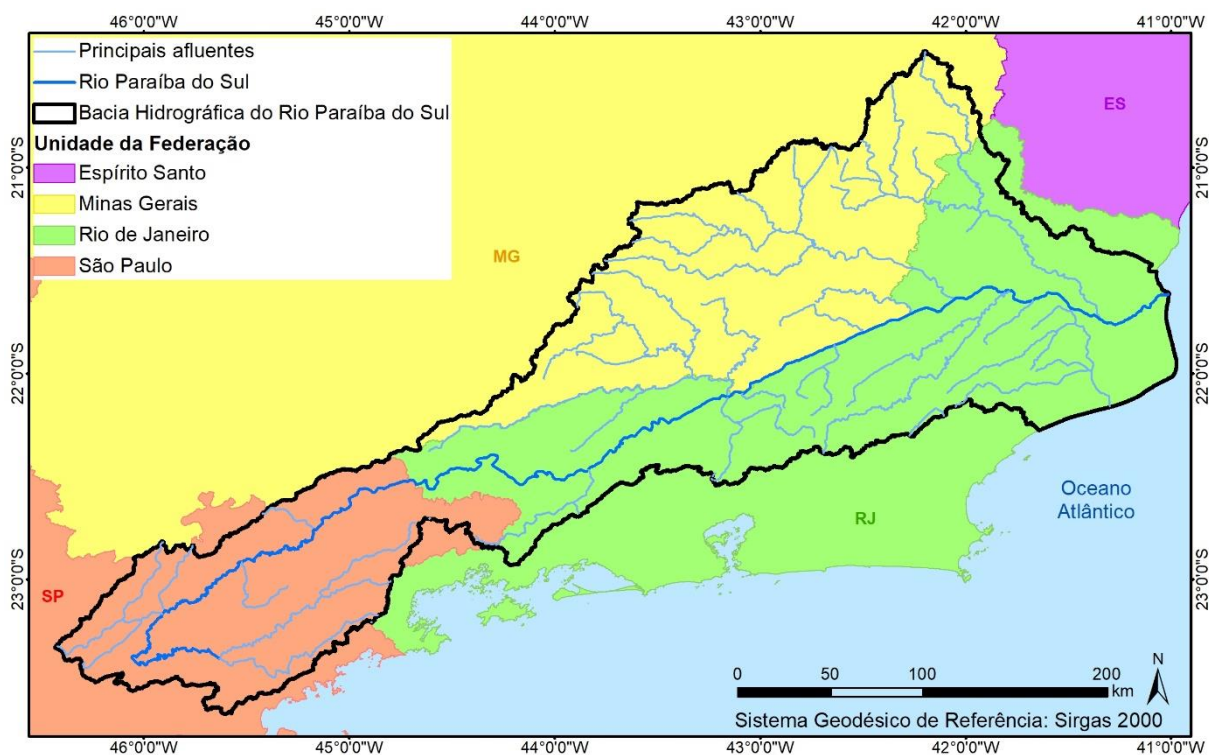 46°0'0"W 45°0'0"W 44°0'0"W 43°0'0"W 42°0'0"W 41°0'0"W
Principais afluentes
Rio Paraíba do Sul
Bacia Hidrográfica do Rio Paraíba do Sul
Unidade da Federação
Espírito Santo
Minas Gerais
Rio de Janeiro
São Paulo
ES
21°0'0"S 21°0'0"S
MG
22°0'0"S 22°0'0"S
Oceano
Atlântico
RJ
23°0'0"S 23°0'0"S
SP
N
0 50 100 200
km
Sistema Geodésico de Referência: Sirgas 2000
46°0'0"W 45°0'0"W 44°0'0"W 43°0'0"W 42°0'0"W 41°0'0"W